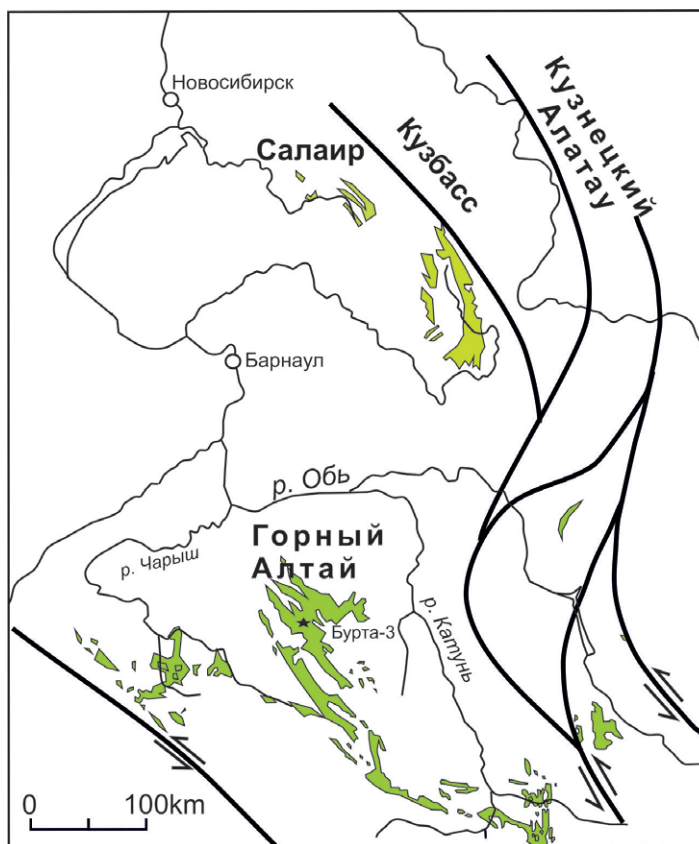 Новосибирск
Кузнецкий
Алатау
Салаир
Кузбасс
Барнаул
р. Обь
Горный
Алтай
р. Чарыш
Бурта-3
р. Катунь
0 100km